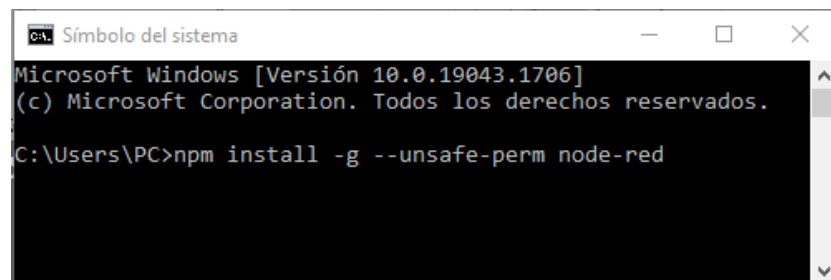 Símbolo del sistema
Microsoft Windows [Versión 10.0.19043.1706]
(c) Microsoft Corporation. Todos los derechos reservados.
C:\Users\PC>npm install -g --unsafe-perm node-red